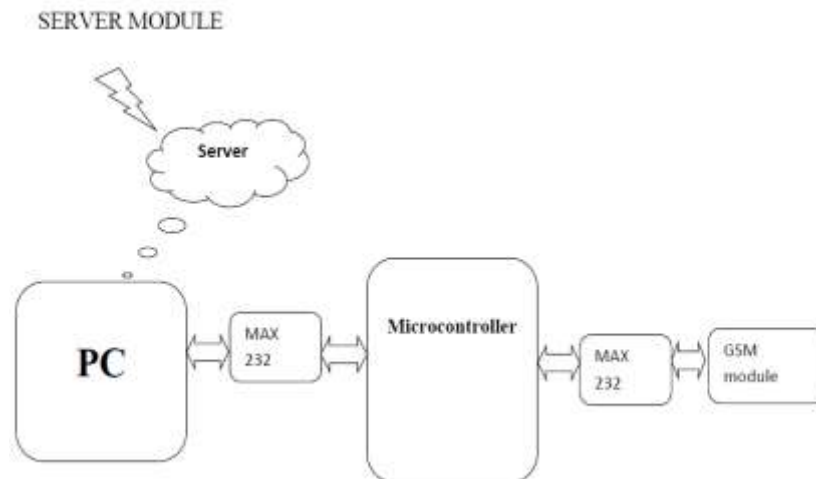 SERVER MODULE
Server
PC
MAX
232
Microcontroller
MAX
232
GSM
module